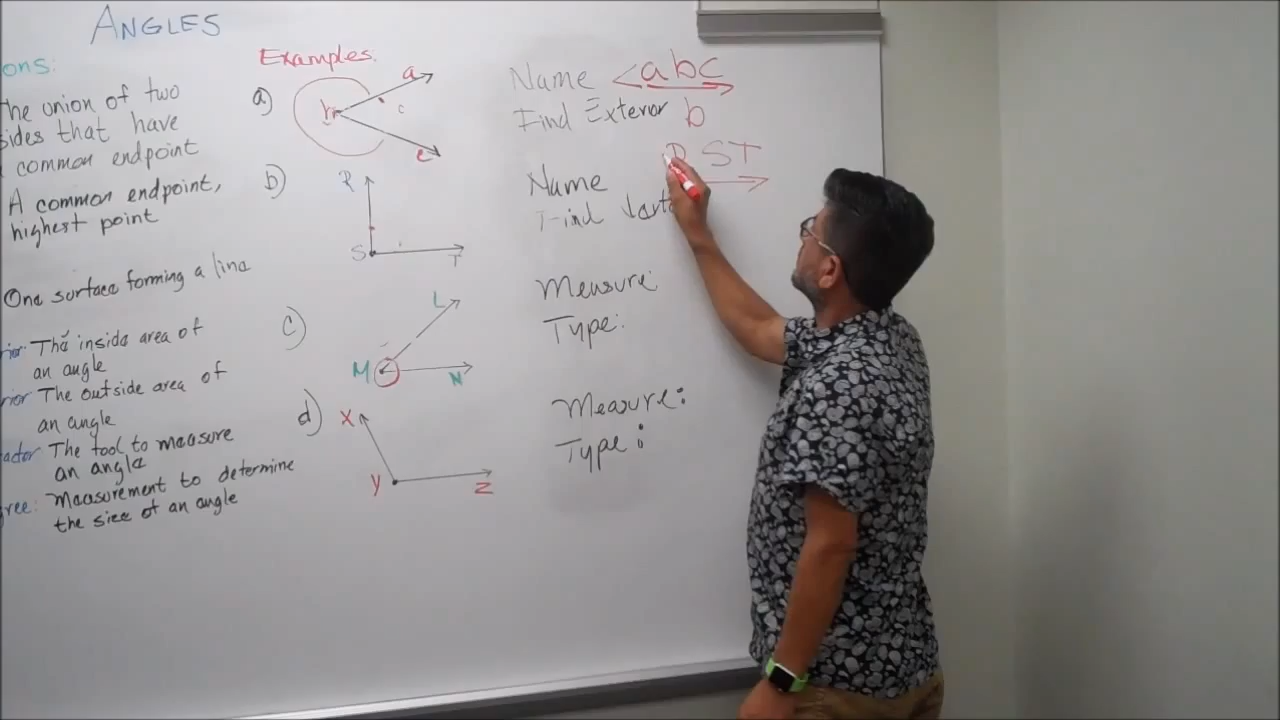 ANGLES
ons:
the union of two
sides that have
common endpoint
A common endpoint,
highest point
One surface forming a line
rior: The inside area of
an angle
rior The outside area of
an angle
actor: The tool to measure
an angle
gree: Measurement to determine
the size of an angle
Examples:
a)
a
c
b)
R
S
T
c)
L
M
N
d)
X
Y
Z
Name <abc
Find Exterior b
ST
Name
Find
Measure:
Type:
Measure:
Type: